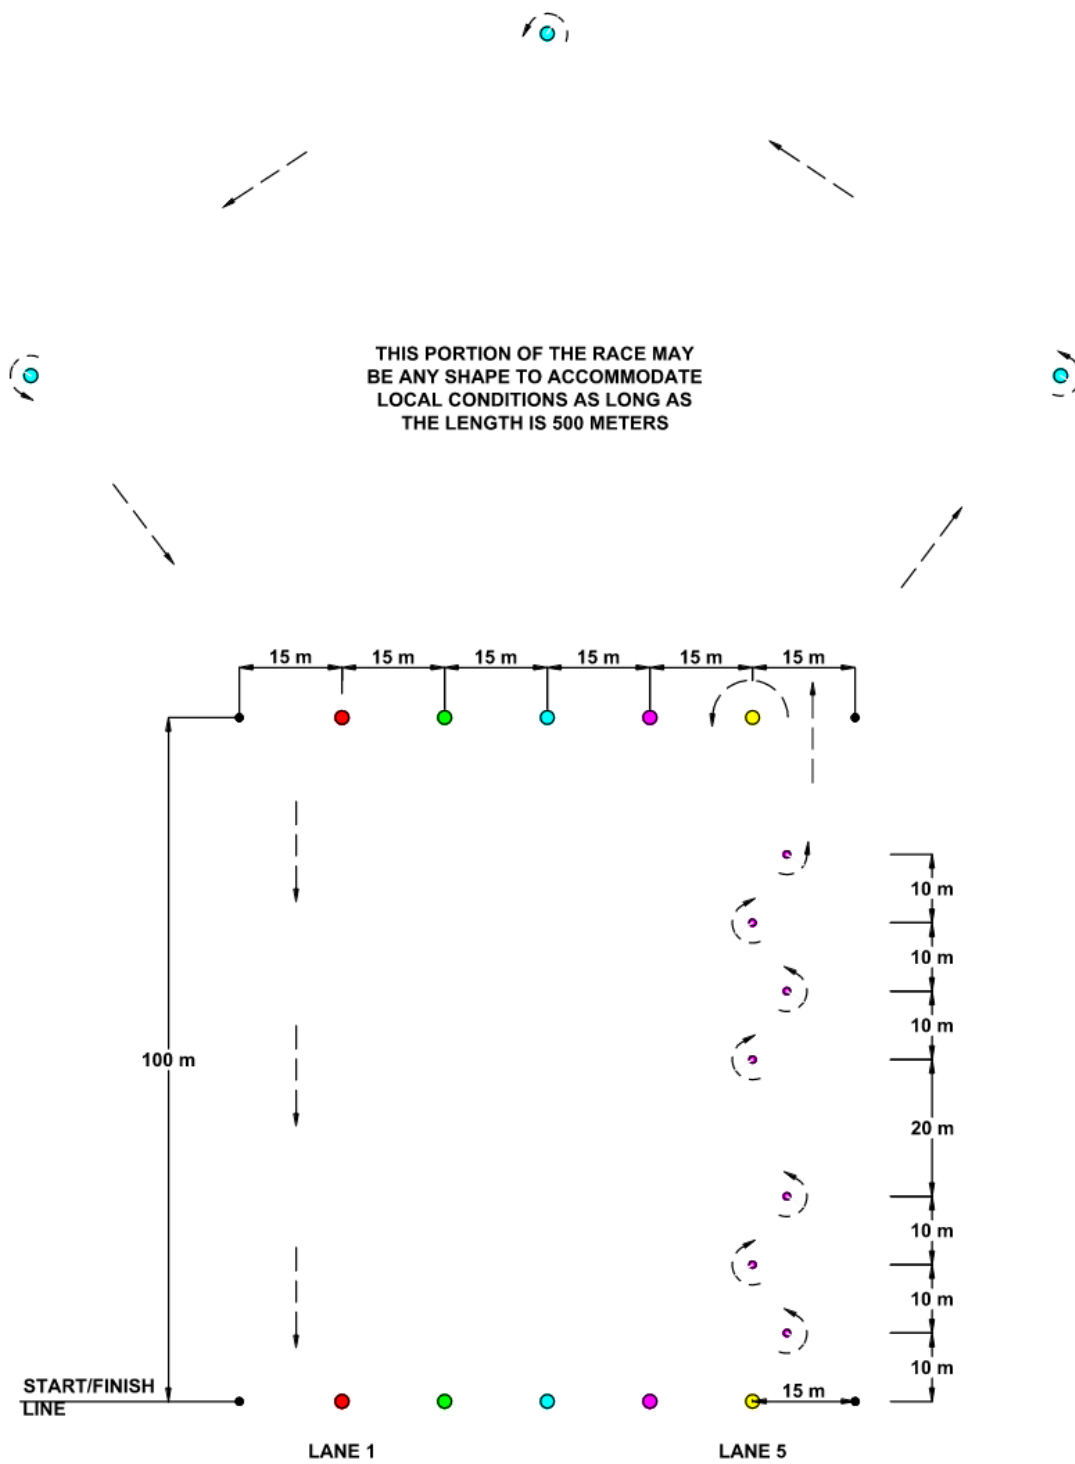 THIS PORTION OF THE RACE MAY
BE ANY SHAPE TO ACCOMMODATE
LOCAL CONDITIONS AS LONG AS
THE LENGTH IS 500 METERS
15 m 15 m 15 m 15 m 15 m 15 m
10 m
10 m
10 m
100 m
20 m
10 m
10 m
10 m
START/FINISH
LINE
15 m
LANE 1 LANE 5